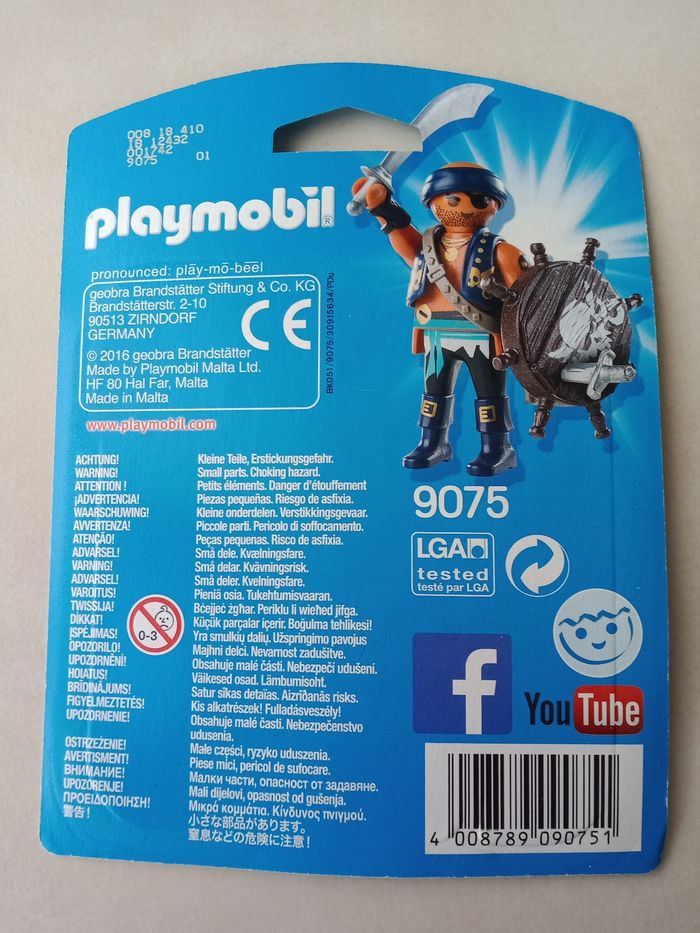 008 18 410
18 12432
001742
9075 01
playmobil®
pronounced: plāy-mō-bēēl
geobra Brandstätter Stiftung & Co. KG
Brandstätterstr. 2-10
90513 ZIRNDORF
GERMANY
CE
© 2016 geobra Brandstätter
Made by Playmobil Malta Ltd.
HF 80 Hal Far, Malta
Made in Malta
BK051/9075/30915634/PDu
www.playmobil.com
ACHTUNG! Kleine Teile, Erstickungsgefahr.
WARNING! Small parts. Choking hazard.
ATTENTION ! Petits éléments. Danger d'étouffement
¡ADVERTENCIA! Piezas pequeñas. Riesgo de asfixia.
WAARSCHUWING! Kleine onderdelen. Verstikkingsgevaar.
AVVERTENZA! Piccole parti. Pericolo di soffocamento.
ATENÇÃO! Peças pequenas. Risco de asfixia.
ADVARSEL! Små dele. Kvælningsfare.
VARNING! Små delar. Kvävningsrisk.
ADVARSEL! Små deler. Kvelningsfare.
VAROITUS! Pieniä osia. Tukehtumisvaaran.
TWISSIJA! Bċejjeċ żgħar. Periklu li wieħed jifga.
DIKKAT! Küçük parçalar içerir. Boğulma tehlikesi!
ĮSPĖJIMAS! Yra smulkių dalių. Užspringimo pavojus
OPOZORILO! Majhni delci. Nevarnost zadušitve.
UPOZORNĚNÍ! Obsahuje malé části. Nebezpečí udušení.
HOIATUS! Väikesed osad. Lämbumisoht.
BRĪDINĀJUMS! Satur sīkas detaļas. Aizrīšanās risks.
FIGYELMEZTETÉS! Kis alkatrészek! Fulladásveszély!
UPOZORNENIE! Obsahuje malé časti. Nebezpečenstvo
udusenia.
OSTRZEŻENIE! Małe części, ryzyko uduszenia.
AVERTISMENT! Piese mici, pericol de sufocare.
ВНИМАНИЕ! Малки части, опасност от задавяне.
UPOZORENJE! Mali dijelovi, opasnost od gušenja.
ΠΡΟΕΙΔΟΠΟΙΗΣΗ! Μικρά κομμάτια. Κίνδυνος πνιγμού.
警告! 小さな部品があります。
窒息などの危険に注意!
0-3
9075
LGA
tested
testé par LGA
f
YouTube
4 008789 090751